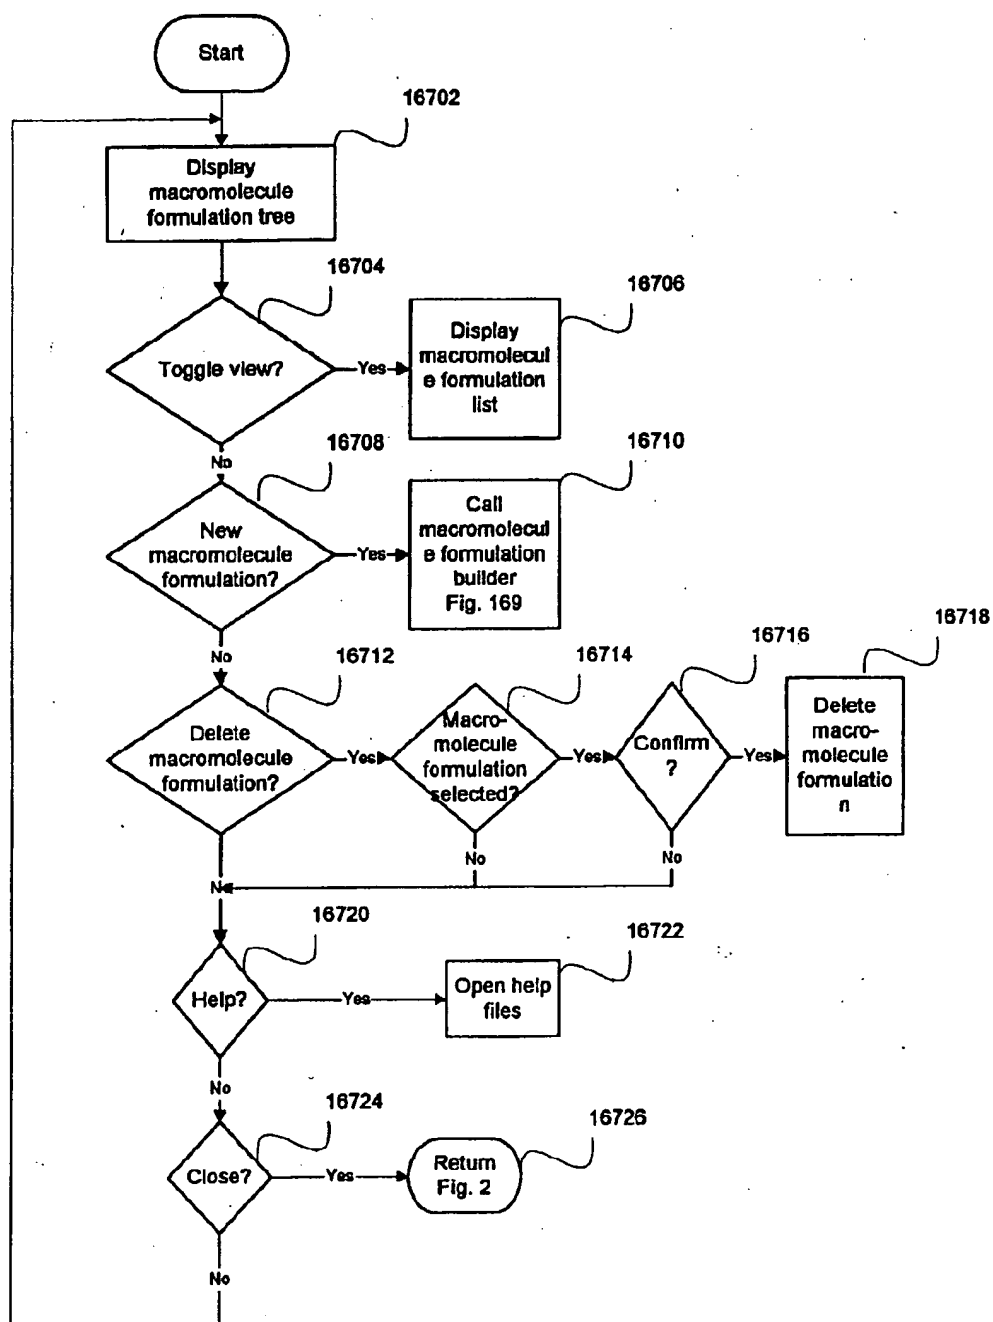 Start
16702
Display
macromolecule
formulation tree
16704
Toggle view?
Yes
16706
Display
macromolecul
e formulation
list
No
16708
New
macromolecule
formulation?
Yes
16710
Call
macromolecul
e formulation
builder
Fig. 169
No
16712
Delete
macromolecule
formulation?
Yes
16714
Macro-
molecule
formulation
selected?
Yes
16716
Confirm
?
Yes
16718
Delete
macro-
molecule
formulatio
n
No
No
N
16720
Help?
Yes
16722
Open help
files
No
16724
Close?
Yes
16726
Return
Fig. 2
No